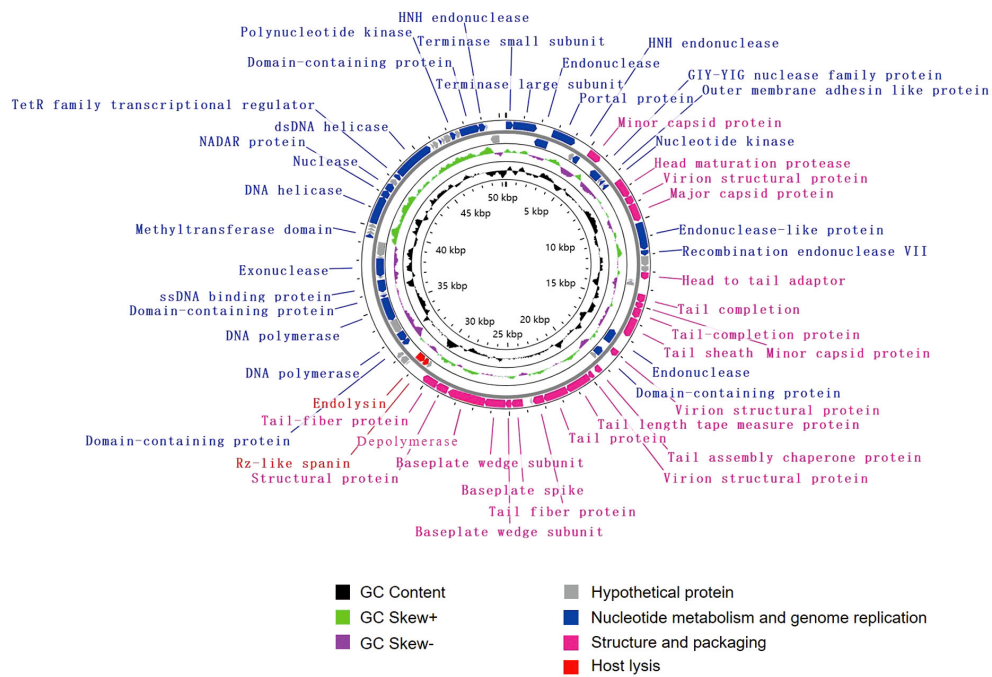 HNH endonuclease
Polynucleotide kinase
Terminase small subunit
HNH endonuclease
Domain-containing protein
Endonuclease
GIY-YIG nuclease family protein
Terminase large subunit
Outer membrane adhesin like protein
Portal protein
TetR family transcriptional regulator
Minor capsid protein
dsDNA helicase
NADAR protein
Nucleotide kinase
Nuclease
Head maturation protease
Virion structural protein
DNA helicase
Major capsid protein
50 kbp
45 kbp
5 kbp
Methyltransferase domain
Endonuclease-like protein
40 kbp
10 kbp
Recombination endonuclease VII
Exonuclease
Head to tail adaptor
35 kbp
15 kbp
ssDNA binding protein
Domain-containing protein
Tail completion
30 kbp
20 kbp
25 kbp
DNA polymerase
Tail-completion protein
Tail sheath
Minor capsid protein
DNA polymerase
Endonuclease
Domain-containing protein
Endolysin
Virion structural protein
Tail-fiber protein
Tail length tape measure protein
Domain-containing protein
Depolymerase
Tail protein
Rz-like spanin
Baseplate wedge subunit
Tail assembly chaperone protein
Structural protein
Virion structural protein
Baseplate spike
Tail fiber protein
Baseplate wedge subunit
GC Content
GC Skew+
GC Skew-
Hypothetical protein
Nucleotide metabolism and genome replication
Structure and packaging
Host lysis